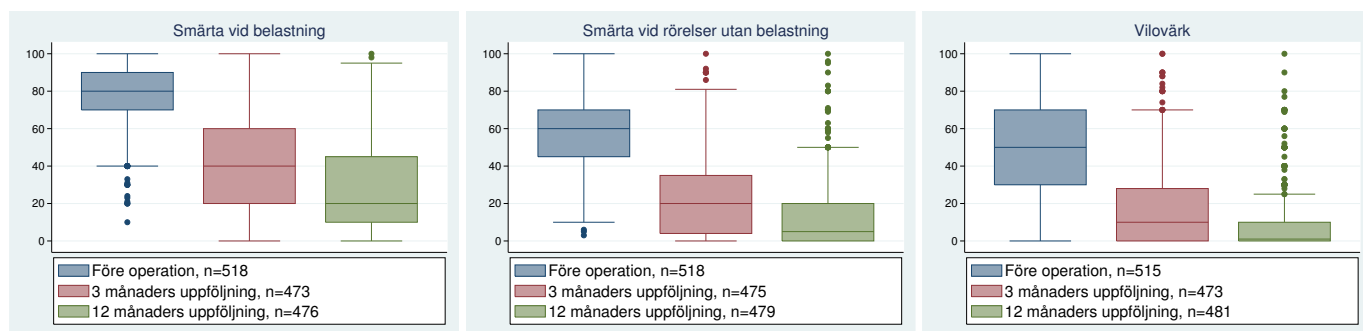 Smärta vid belastning
100
80
60
40
20
0
Före operation, n=518
3 månaders uppföljning, n=473
12 månaders uppföljning, n=476
Smärta vid rörelser utan belastning
100
80
60
40
20
0
Före operation, n=518
3 månaders uppföljning, n=475
12 månaders uppföljning, n=479
Vilovärk
100
80
60
40
20
0
Före operation, n=515
3 månaders uppföljning, n=473
12 månaders uppföljning, n=481